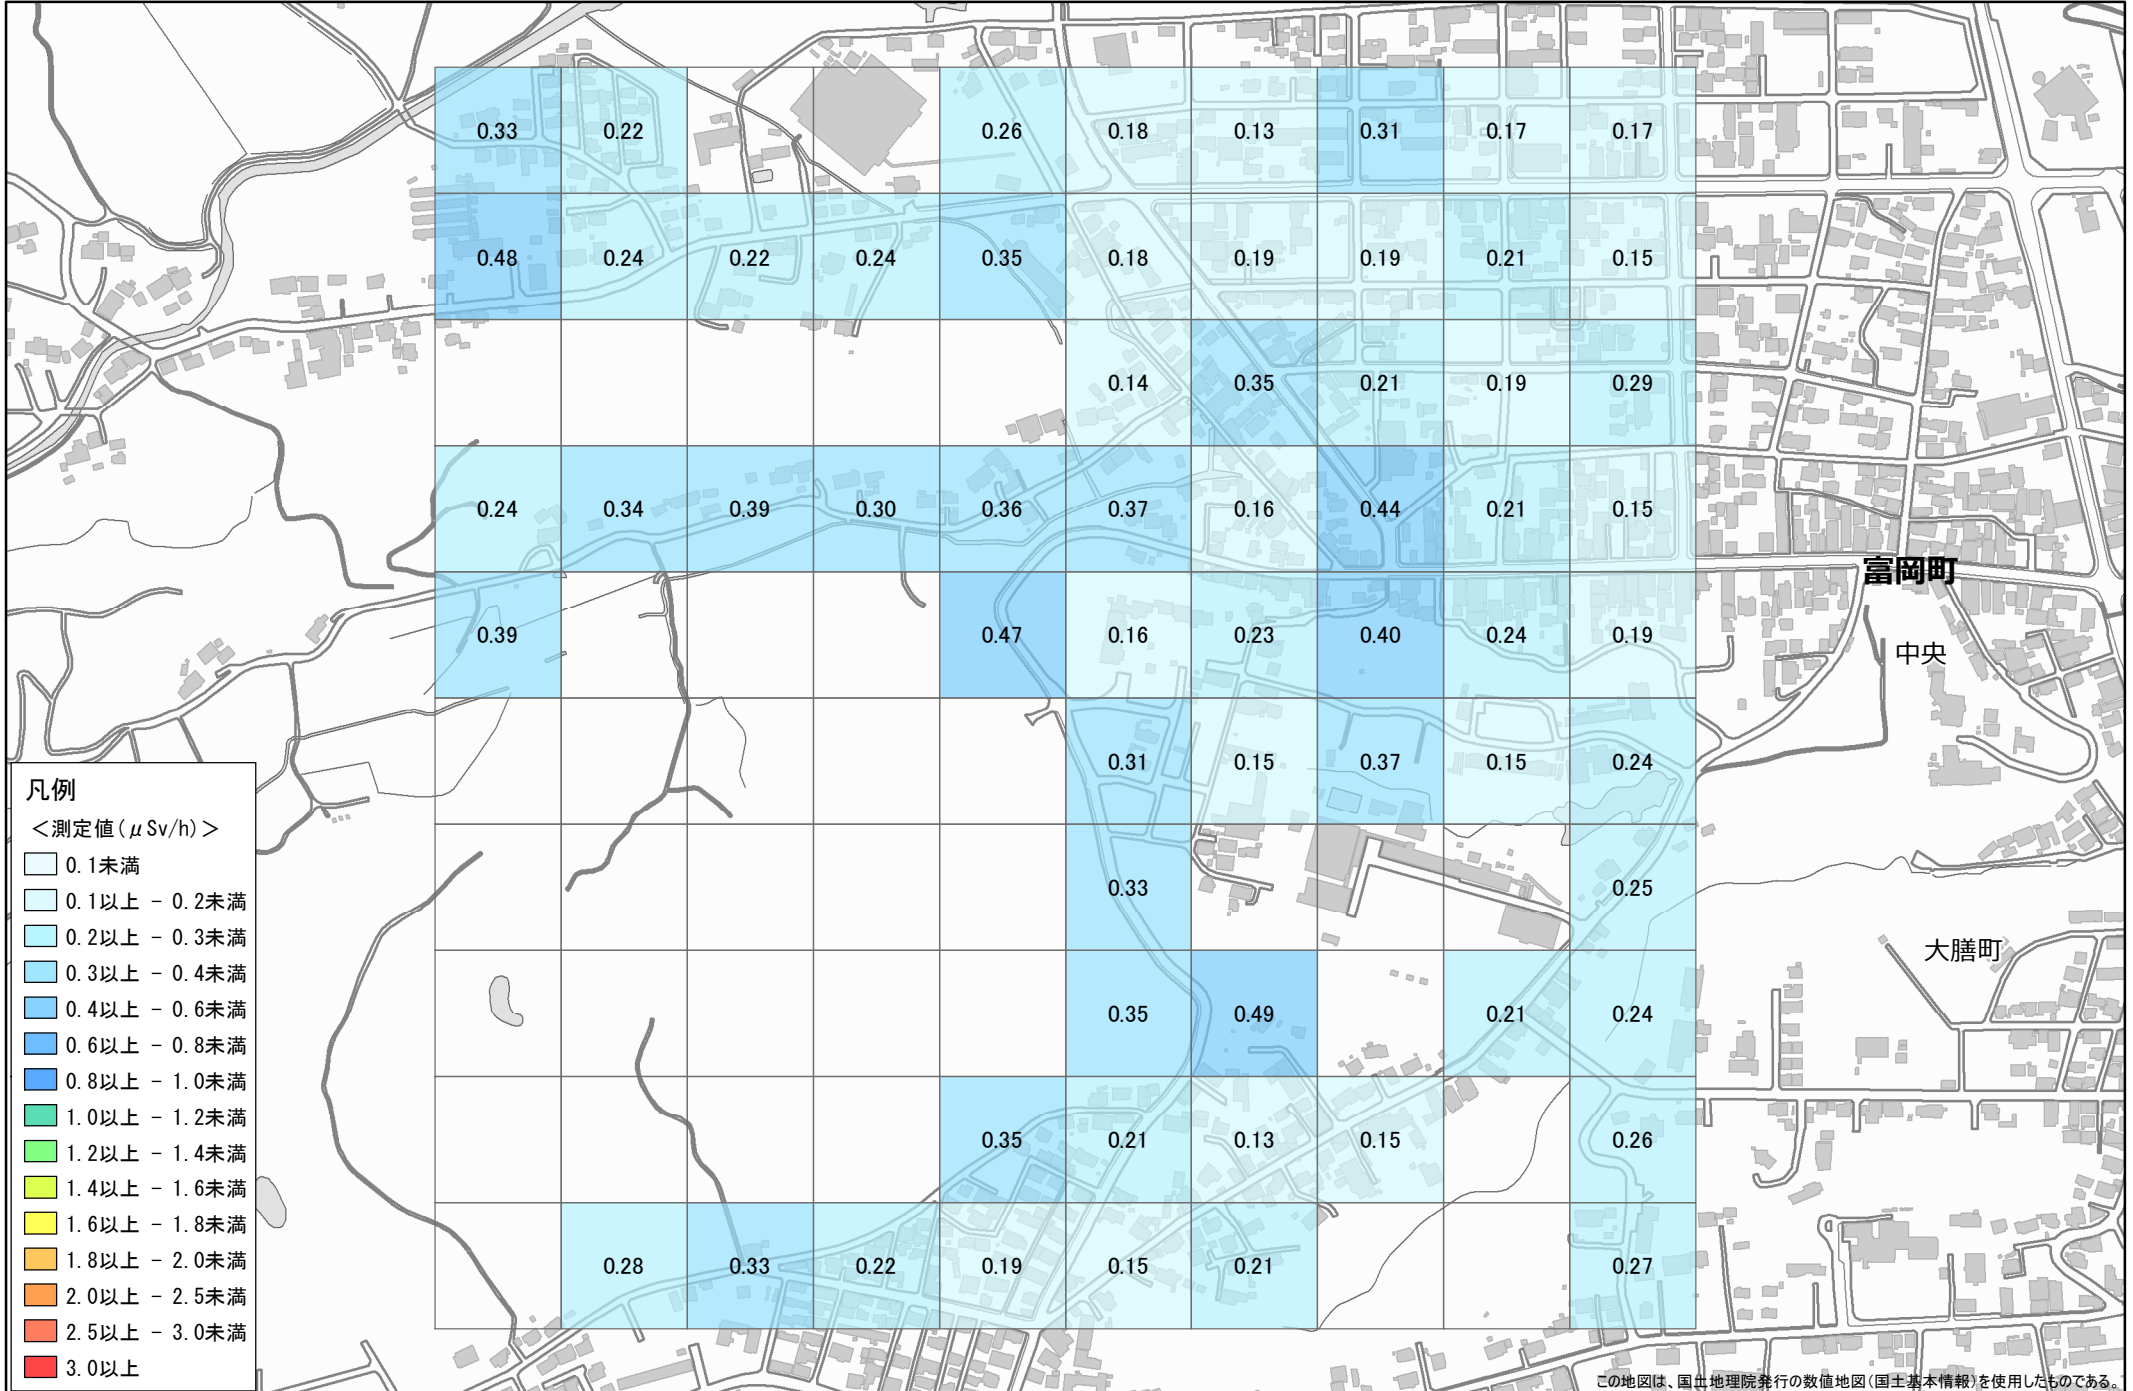 0.33 0.22 0.26 0.18 0.13 0.31 0.17 0.17
0.48 0.24 0.22 0.24 0.35 0.18 0.19 0.19 0.21 0.15
0.14 0.35 0.21 0.19 0.29
0.24 0.34 0.39 0.30 0.36 0.37 0.16 0.44 0.21 0.15
富岡町
0.39 0.47 0.16 0.23 0.40 0.24 0.19
中央
0.31 0.15 0.37 0.15 0.24
0.33 0.25
大膳町
0.35 0.49 0.21 0.24
0.35 0.21 0.13 0.15 0.26
0.28 0.33 0.22 0.19 0.15 0.21 0.27
凡例
＜測定値(μSv/h)＞
0.1未満
0.1以上 - 0.2未満
0.2以上 - 0.3未満
0.3以上 - 0.4未満
0.4以上 - 0.6未満
0.6以上 - 0.8未満
0.8以上 - 1.0未満
1.0以上 - 1.2未満
1.2以上 - 1.4未満
1.4以上 - 1.6未満
1.6以上 - 1.8未満
1.8以上 - 2.0未満
2.0以上 - 2.5未満
2.5以上 - 3.0未満
3.0以上
この地図は、国土地理院発行の数値地図(国土基本情報)を使用したものである。